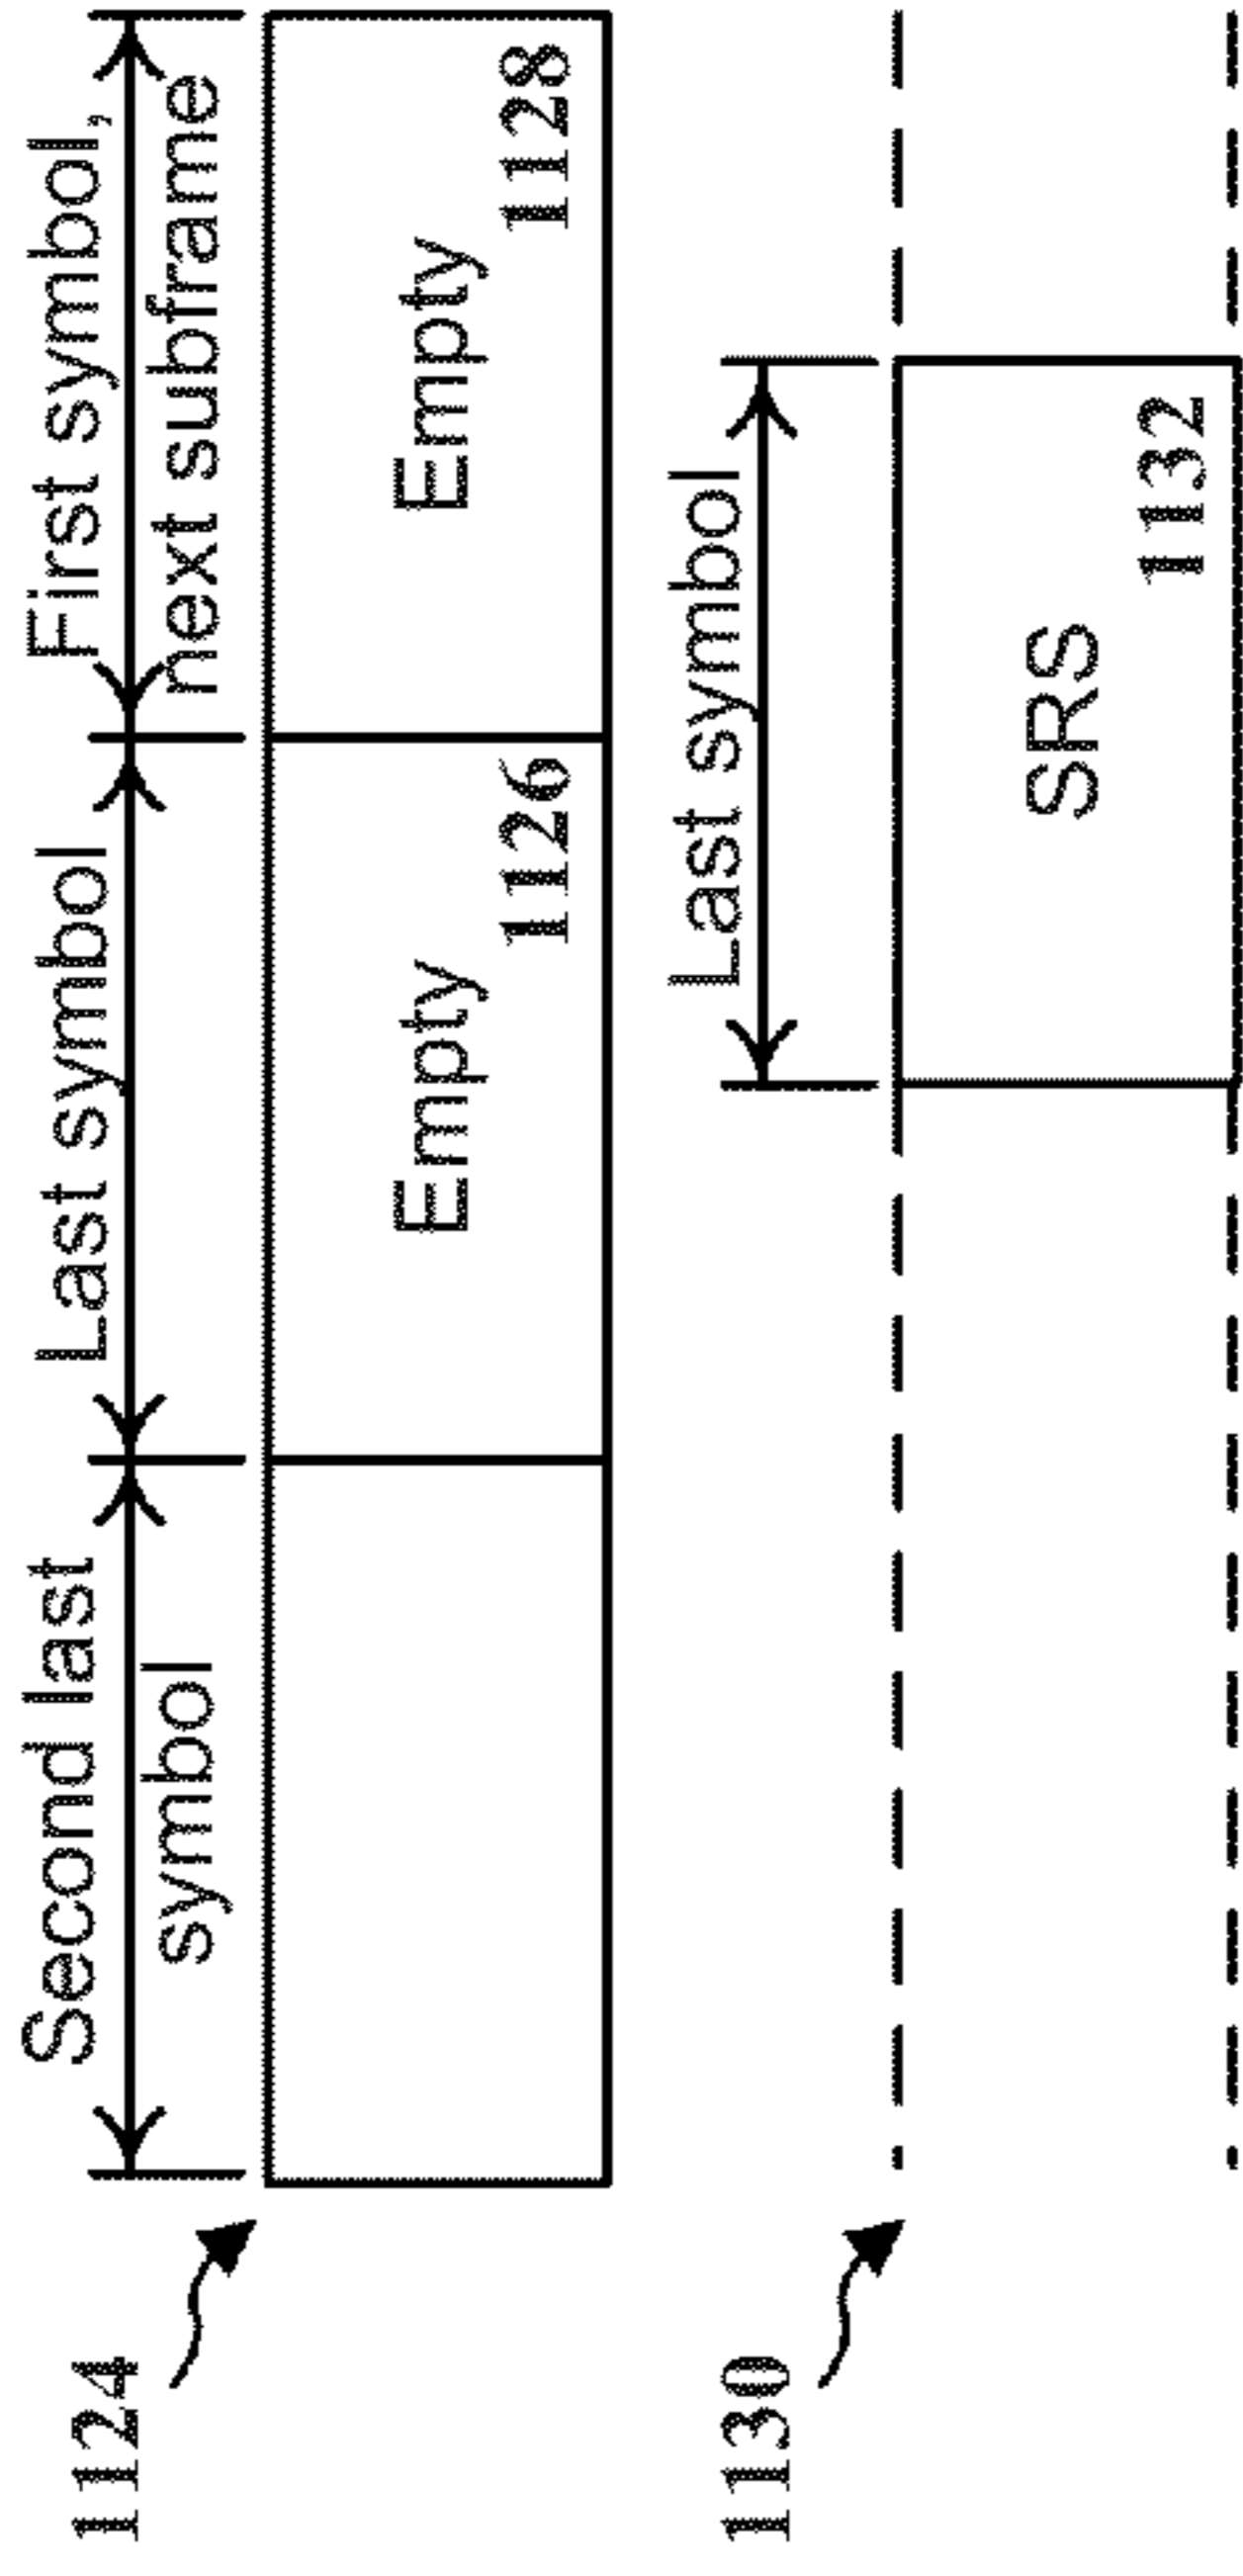 1124
Second last
symbol
Last symbol
First symbol,
next subframe
Empty
1126
Empty
1128
1130
Last symbol
SRS
1132